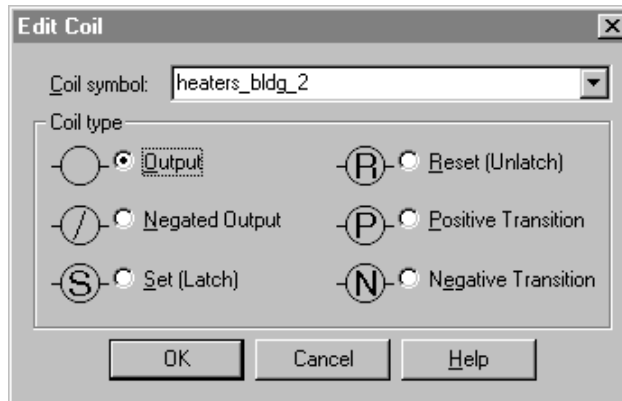 Edit Coil
Coil symbol: heaters_bldg_2
Coil type
Output
R Reset (Unlatch)
/ Negated Output
P Positive Transition
S Set (Latch)
N Negative Transition
OK Cancel Help